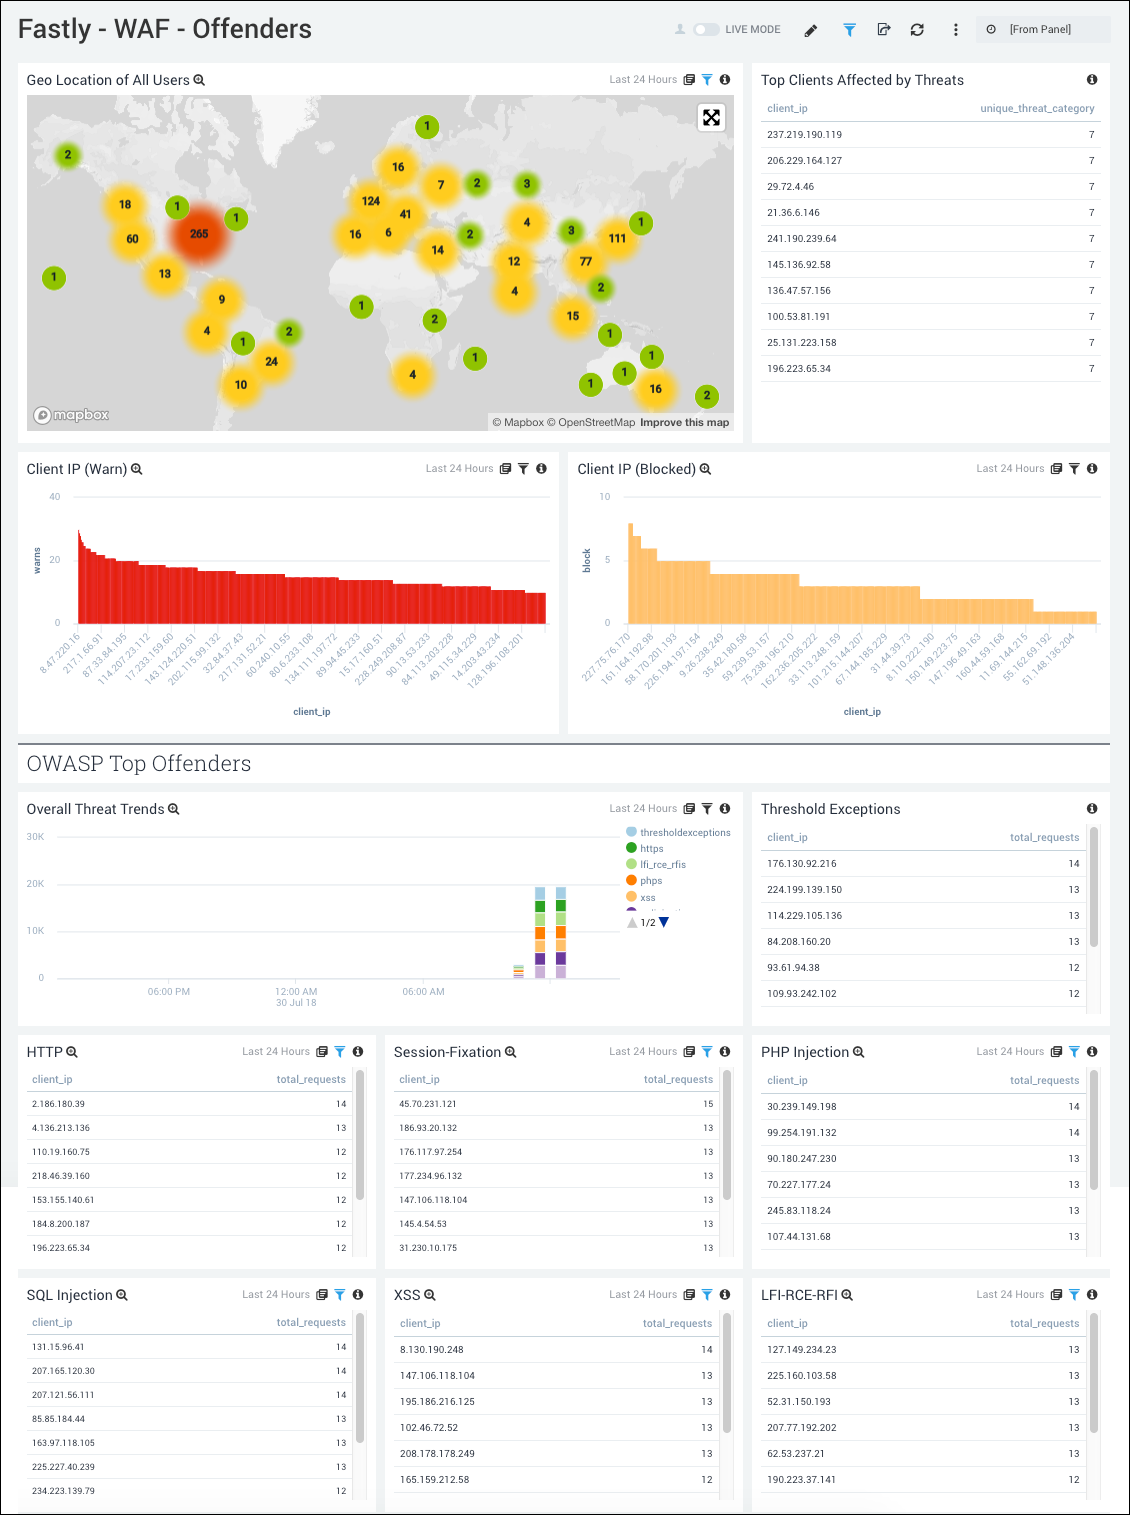 Fastly - WAF - Offenders
LIVE MODE
[From Panel]
Geo Location of All Users
Last 24 Hours
1
2
16
7
2
3
18
1
124
1
41
4
1
265
60
16
6
2
3
111
14
12
77
13
1
9
4
2
1
2
15
4
1
2
1
24
1
1
1
4
1
10
16
2
mapbox
© Mapbox © OpenStreetMap Improve this map
Top Clients Affected by Threats
client_ip unique_threat_category
237.219.190.119 7
206.229.164.127 7
29.72.4.46 7
21.36.6.146 7
241.190.239.64 7
145.136.92.58 7
136.47.57.156 7
100.53.81.191 7
25.131.223.158 7
196.223.65.34 7
Client IP (Warn)
Last 24 Hours
warns
40
20
0
8.47.220.16
217.1.66.91
87.33.84.195
114.207.23.112
17.233.159.60
143.124.220.51
202.115.99.132
32.84.37.43
217.131.52.21
60.240.10.55
80.6.233.108
134.111.197.72
89.94.45.233
15.17.160.51
228.249.208.87
90.19.53.233
84.113.203.228
49.115.34.229
14.203.43.234
128.196.108.201
client_ip
Client IP (Blocked)
Last 24 Hours
block
10
5
0
227.75.76.170
161.164.192.98
58.170.201.193
226.194.197.154
9.26.238.249
35.42.180.58
59.239.53.157
75.238.196.210
162.236.205.222
33.113.248.159
101.215.144.207
67.144.185.229
31.44.39.73
8.110.222.190
150.149.223.75
147.196.49.163
160.44.59.168
11.69.144.215
55.162.69.192
51.148.136.204
client_ip
OWASP Top Offenders
Overall Threat Trends
Last 24 Hours
30K
20K
10K
0
06:00 PM
12:00 AM
30 Jul 18
06:00 AM
thresholdexceptions
https
lfi_rce_rfis
phps
xss
1/2
Threshold Exceptions
client_ip total_requests
176.130.92.216 14
224.199.139.150 13
114.229.105.136 13
84.208.160.20 13
93.61.94.38 12
109.93.242.102 12
HTTP
Last 24 Hours
client_ip total_requests
2.186.180.39 14
4.136.213.136 13
110.19.160.75 12
218.46.39.160 12
153.155.140.61 12
184.8.200.187 12
196.223.65.34 12
Session-Fixation
Last 24 Hours
client_ip total_requests
45.70.231.121 15
186.93.20.132 13
176.117.97.254 13
177.234.96.132 13
147.106.118.104 13
145.4.54.53 13
31.230.10.175 13
PHP Injection
Last 24 Hours
client_ip total_requests
30.239.149.198 14
99.254.191.132 14
90.180.247.230 13
70.227.177.24 13
245.83.118.24 13
107.44.131.68 13
SQL Injection
Last 24 Hours
client_ip total_requests
131.15.96.41 14
207.165.120.30 14
207.121.56.111 14
85.85.184.44 13
163.97.118.105 13
225.227.40.239 13
234.223.139.79 12
XSS
Last 24 Hours
client_ip total_requests
8.130.190.248 14
147.106.118.104 13
195.186.216.125 13
102.46.72.52 13
208.178.178.249 13
165.159.212.58 12
LFI-RCE-RFI
Last 24 Hours
client_ip total_requests
127.149.234.23 13
225.160.103.58 13
52.31.150.193 13
207.77.192.202 13
62.53.237.21 13
190.223.37.141 12